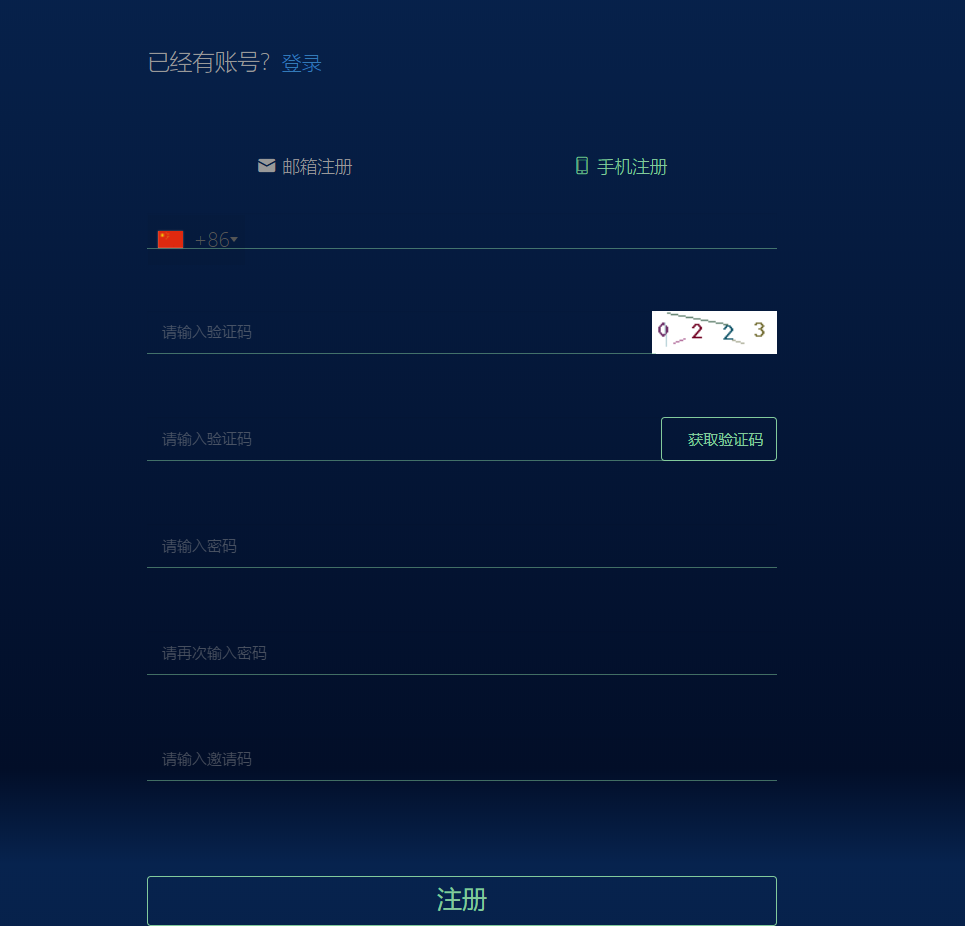 已经有账号? 登录
邮箱注册 手机注册
+86
请输入验证码 0 2 2 3
请输入验证码 获取验证码
请输入密码
请再次输入密码
请输入邀请码
注册